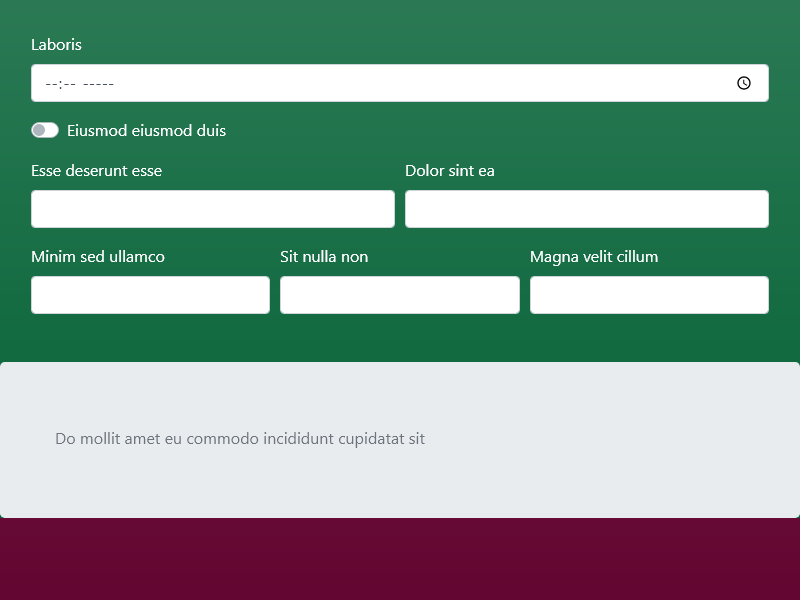 Laboris
--:-- -----
Eiusmod eiusmod duis
Esse deserunt esse
Dolor sint ea
Minim sed ullamco
Sit nulla non
Magna velit cillum
Do mollit amet eu commodo incididunt cupidatat sit